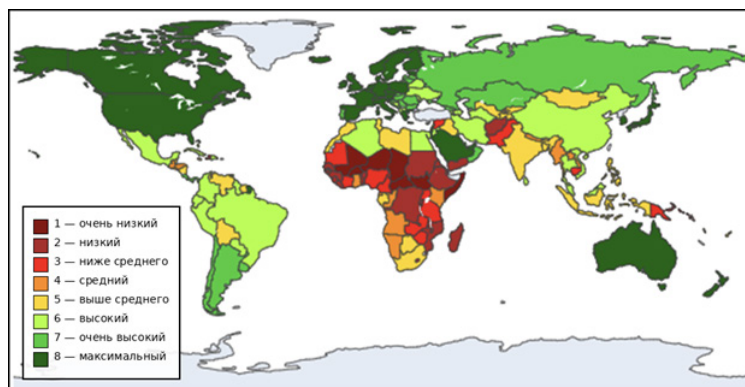 1 — очень низкий
2 — низкий
3 — ниже среднего
4 — средний
5 — выше среднего
6 — высокий
7 — очень высокий
8 — максимальный